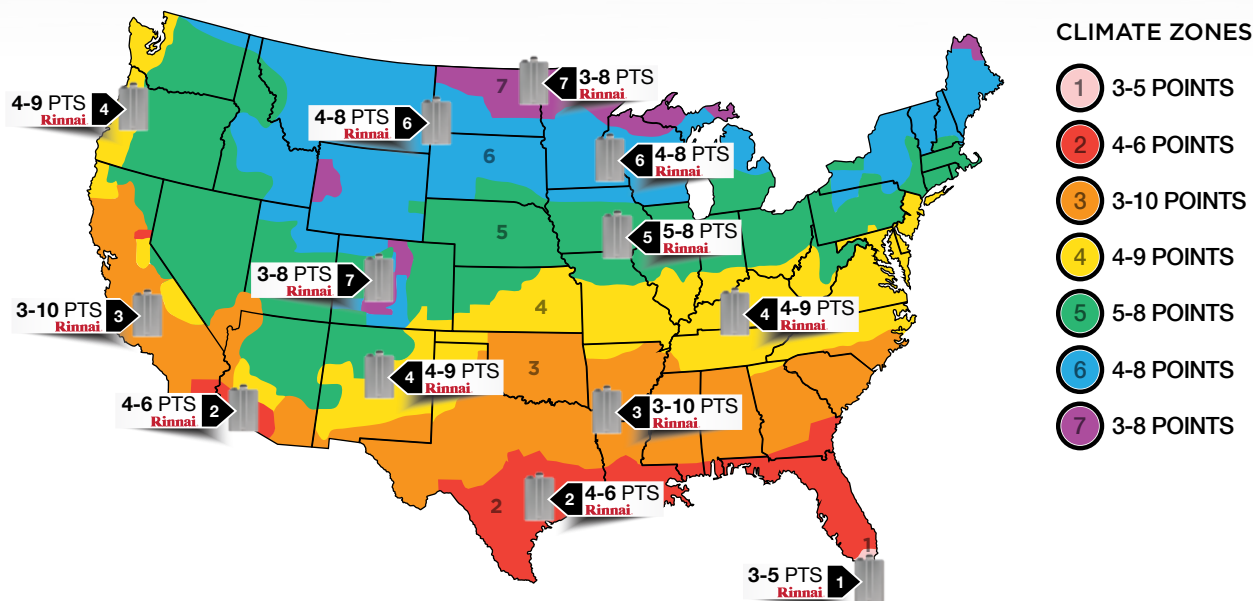 CLIMATE ZONES
1 3-5 POINTS
2 4-6 POINTS
3 3-10 POINTS
4 4-9 POINTS
5 5-8 POINTS
6 4-8 POINTS
7 3-8 POINTS
7 3-8 PTS
Rinnai
7
4-9 PTS 4
Rinnai
4-8 PTS 6
Rinnai
6
6 4-8 PTS
Rinnai
5
5 5-8 PTS
Rinnai
3-8 PTS 7
Rinnai
4
3-10 PTS 3
Rinnai
4 4-9 PTS
Rinnai
3
4 4-9 PTS
Rinnai
4-6 PTS 2
Rinnai
3 3-10 PTS
Rinnai
2
2 4-6 PTS
Rinnai
1
3-5 PTS 1
Rinnai